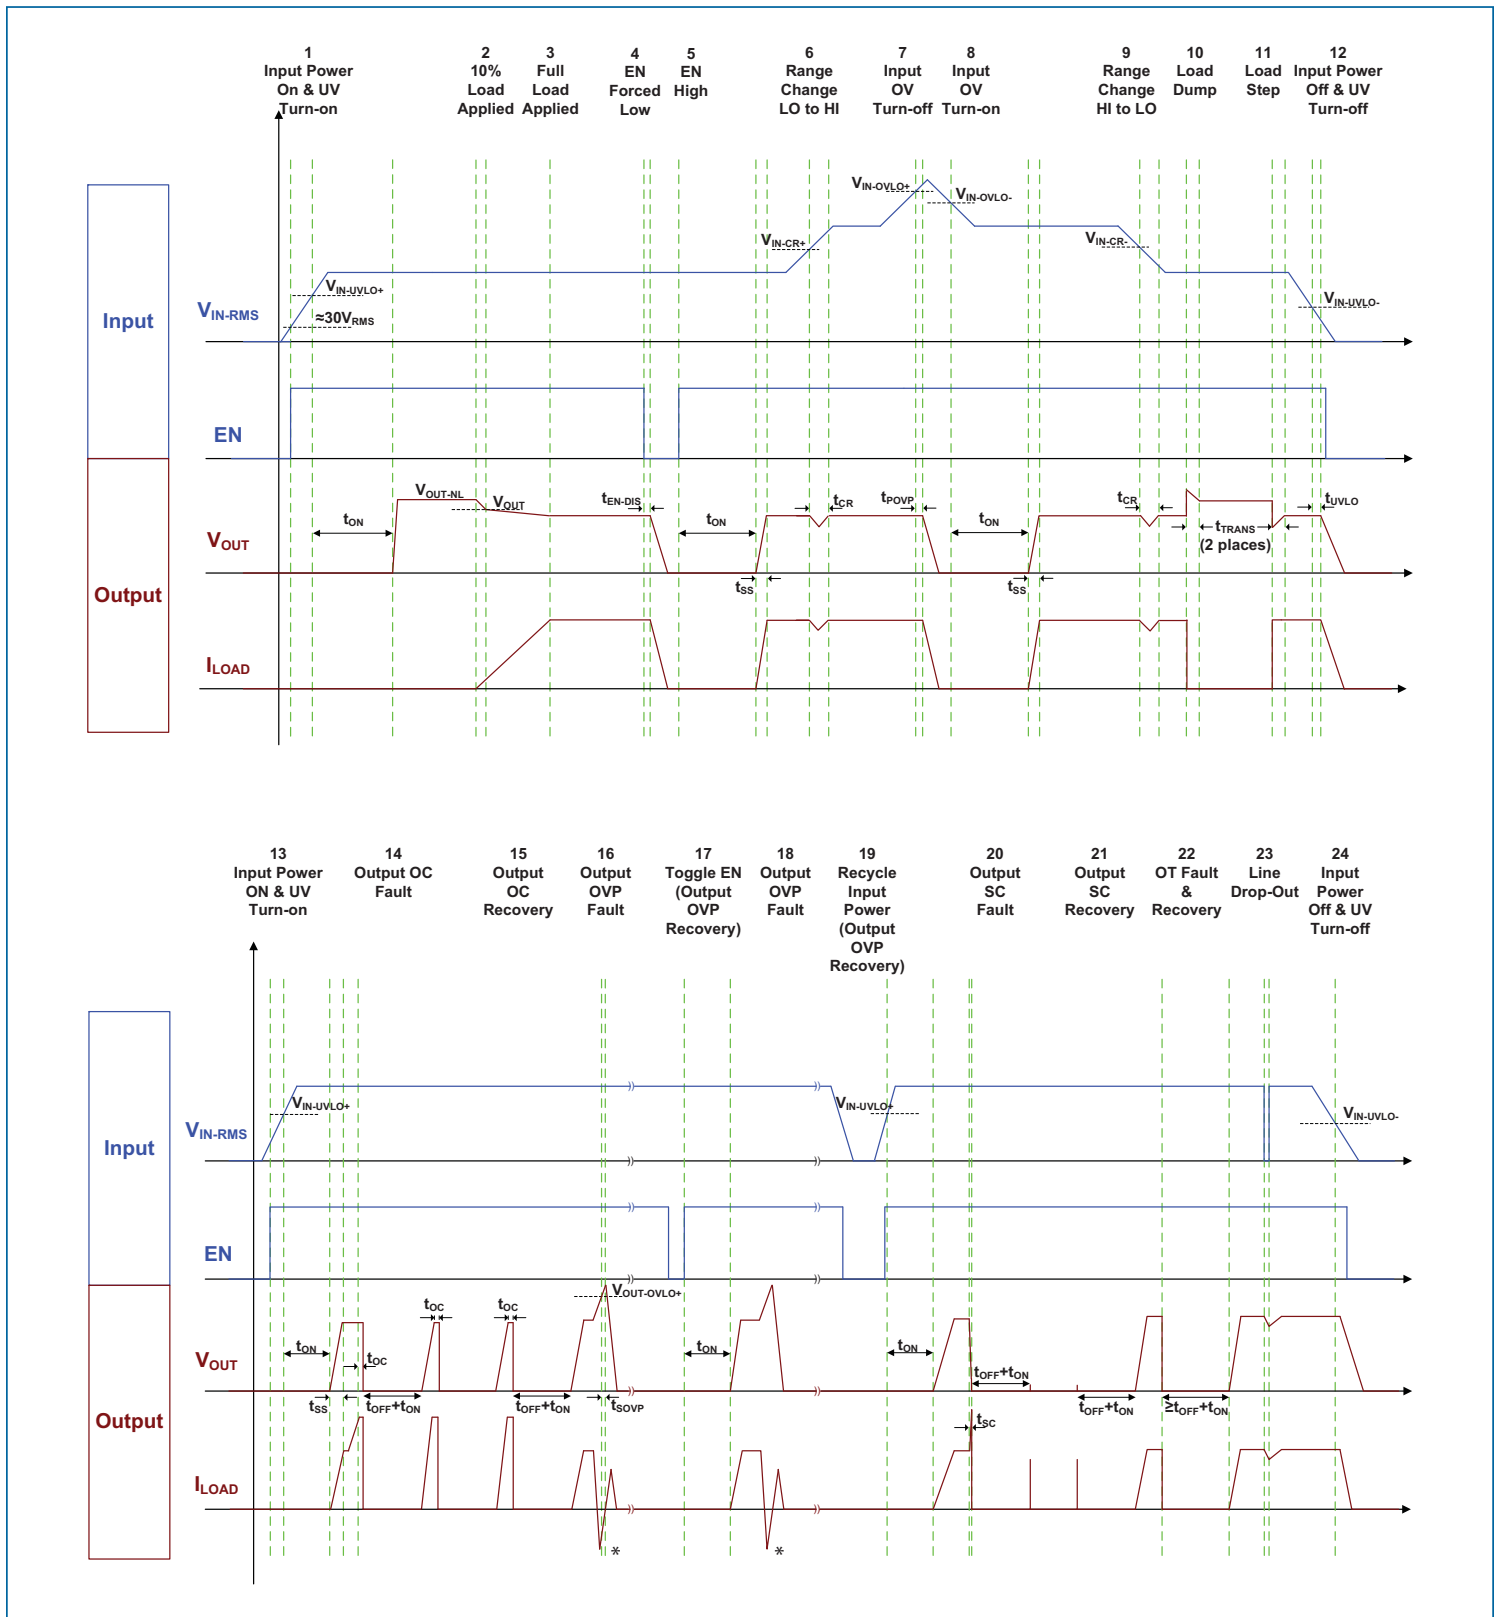 1
Input Power
On & UV
Turn-on
2
10%
Load
Applied
3
Full
Load
Applied
4
EN
Forced
Low
5
EN
High
6
Range
Change
LO to HI
7
Input
OV
Turn-off
8
Input
OV
Turn-on
9
Range
Change
HI to LO
10
Load
Dump
11
Load
Step
12
Input Power
Off & UV
Turn-off
Input
VIN-RMS
VIN-UVLO+
≈30VRMS
VIN-CR+
VIN-OVLO+
VIN-OVLO-
VIN-CR-
VIN-UVLO-
EN
Output
VOUT
tON
VOUT-NL
VOUT
tEN-DIS
tON
tSS
tCR
tPOVP
tON
tSS
tCR
tTRANS
(2 places)
tUVLO
ILOAD
13
Input Power
ON & UV
Turn-on
14
Output OC
Fault
15
Output
OC
Recovery
16
Output
OVP
Fault
17
Toggle EN
(Output
OVP
Recovery)
18
Output
OVP
Fault
19
Recycle
Input
Power
(Output
OVP
Recovery)
20
Output
SC
Fault
21
Output
SC
Recovery
22
OT Fault
&
Recovery
23
Line
Drop-Out
24
Input
Power
Off & UV
Turn-off
Input
VIN-RMS
VIN-UVLO+
VIN-UVLO+
VIN-UVLO-
EN
Output
VOUT
tON
tSS
tOC
tOFF+tON
tOC
tOC
tOFF+tON
VOUT-OVLO+
tSOVP
tON
tON
tOFF+tON
tSC
tOFF+tON
≥tOFF+tON
ILOAD
*
*